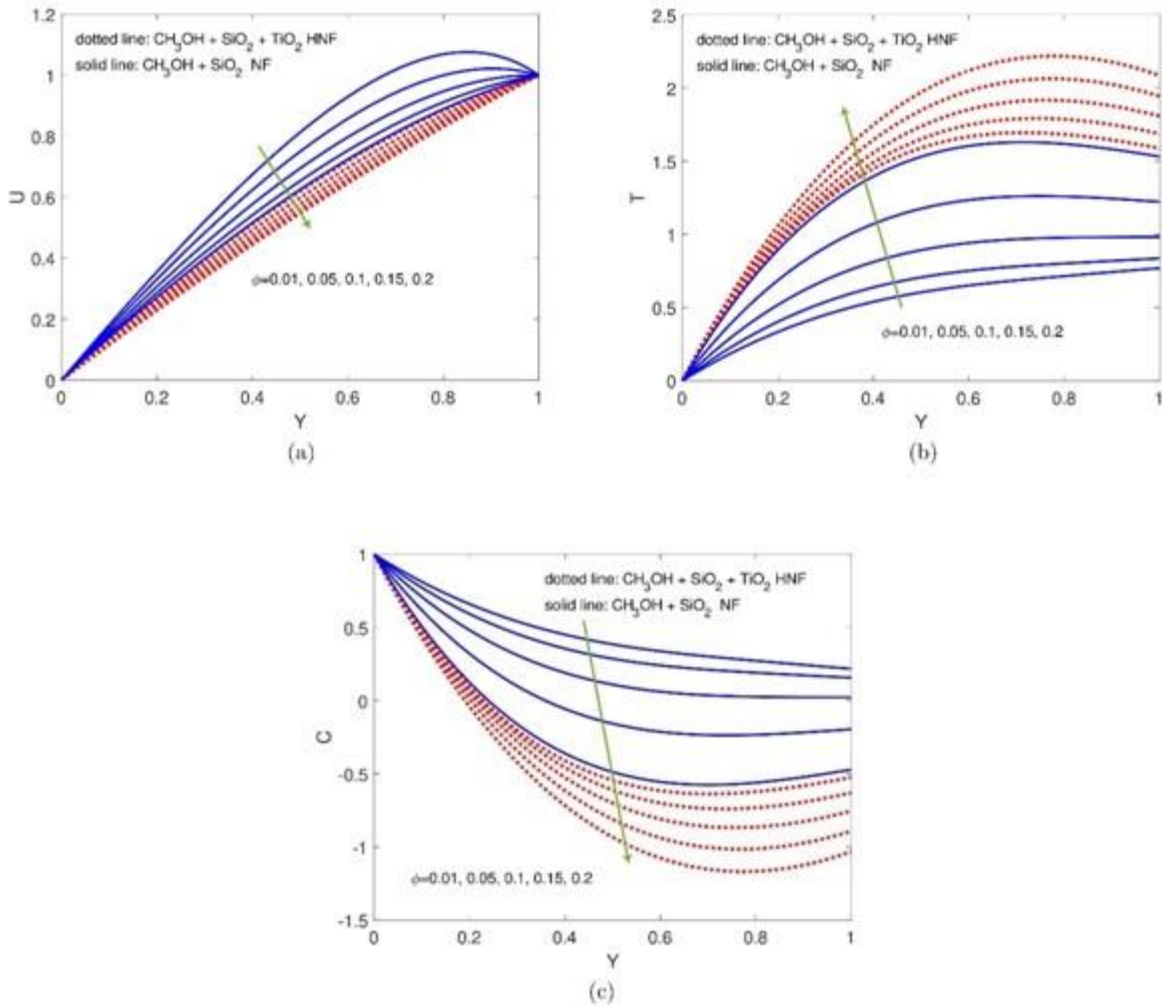 1.2
dotted line: CH₃OH + SiO₂ + TiO₂ HNF
solid line: CH₃OH + SiO₂ NF
1
0.8
U
0.6
0.4
ϕ=0.01, 0.05, 0.1, 0.15, 0.2
0.2
0
0 0.2 0.4 0.6 0.8 1
Y
(a)
2.5
dotted line: CH₃OH + SiO₂ + TiO₂ HNF
solid line: CH₃OH + SiO₂ NF
2
1.5
T
1
0.5
ϕ=0.01, 0.05, 0.1, 0.15, 0.2
0
0 0.2 0.4 0.6 0.8 1
Y
(b)
1
dotted line: CH₃OH + SiO₂ + TiO₂ HNF
solid line: CH₃OH + SiO₂ NF
0.5
0
C
-0.5
-1
ϕ=0.01, 0.05, 0.1, 0.15, 0.2
-1.5
0 0.2 0.4 0.6 0.8 1
Y
(c)